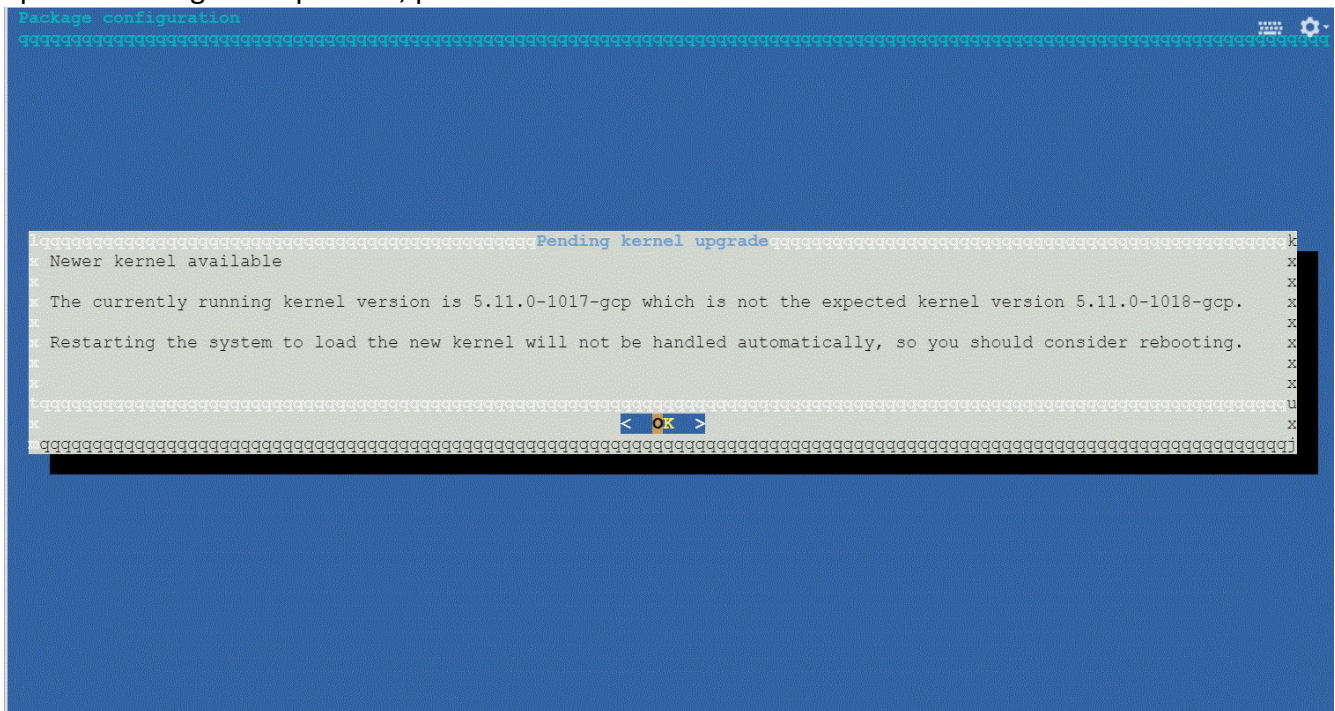 Package configuration
Pending kernel upgrade
Newer kernel available
The currently running kernel version is 5.11.0-1017-gcp which is not the expected kernel version 5.11.0-1018-gcp.
Restarting the system to load the new kernel will not be handled automatically, so you should consider rebooting.
< OK >